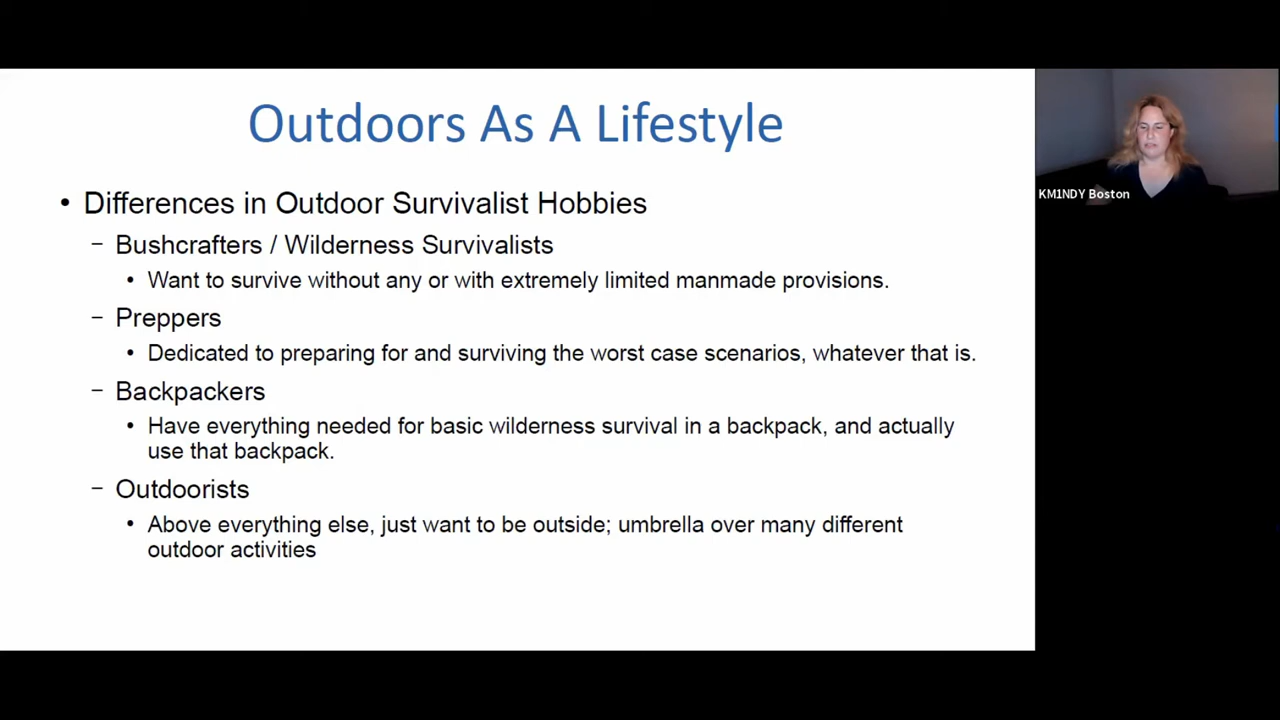 Outdoors As A Lifestyle
• Differences in Outdoor Survivalist Hobbies
– Bushcrafters / Wilderness Survivalists
• Want to survive without any or with extremely limited manmade provisions.
– Preppers
• Dedicated to preparing for and surviving the worst case scenarios, whatever that is.
– Backpackers
• Have everything needed for basic wilderness survival in a backpack, and actually
use that backpack.
– Outdoorists
• Above everything else, just want to be outside; umbrella over many different
outdoor activities
KM1NDY Boston